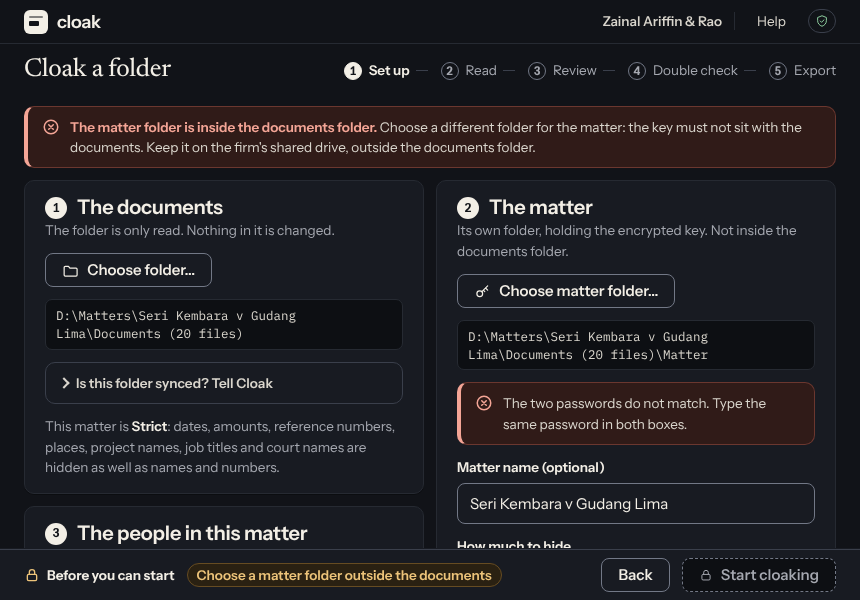 cloak
Zainal Ariffin & Rao
Help
Cloak a folder
1 Set up
2 Read
3 Review
4 Double check
5 Export
The matter folder is inside the documents folder. Choose a different folder for the matter: the key must not sit with the
documents. Keep it on the firm's shared drive, outside the documents folder.
1 The documents
The folder is only read. Nothing in it is changed.
Choose folder...
D:\Matters\Seri Kembara v Gudang
Lima\Documents (20 files)
Is this folder synced? Tell Cloak
This matter is Strict: dates, amounts, reference numbers,
places, project names, job titles and court names are
hidden as well as names and numbers.
3 The people in this matter
2 The matter
Its own folder, holding the encrypted key. Not inside the
documents folder.
Choose matter folder...
D:\Matters\Seri Kembara v Gudang
Lima\Documents (20 files)\Matter
The two passwords do not match. Type the
same password in both boxes.
Matter name (optional)
Seri Kembara v Gudang Lima
How much to hide
Before you can start
Choose a matter folder outside the documents
Back
Start cloaking